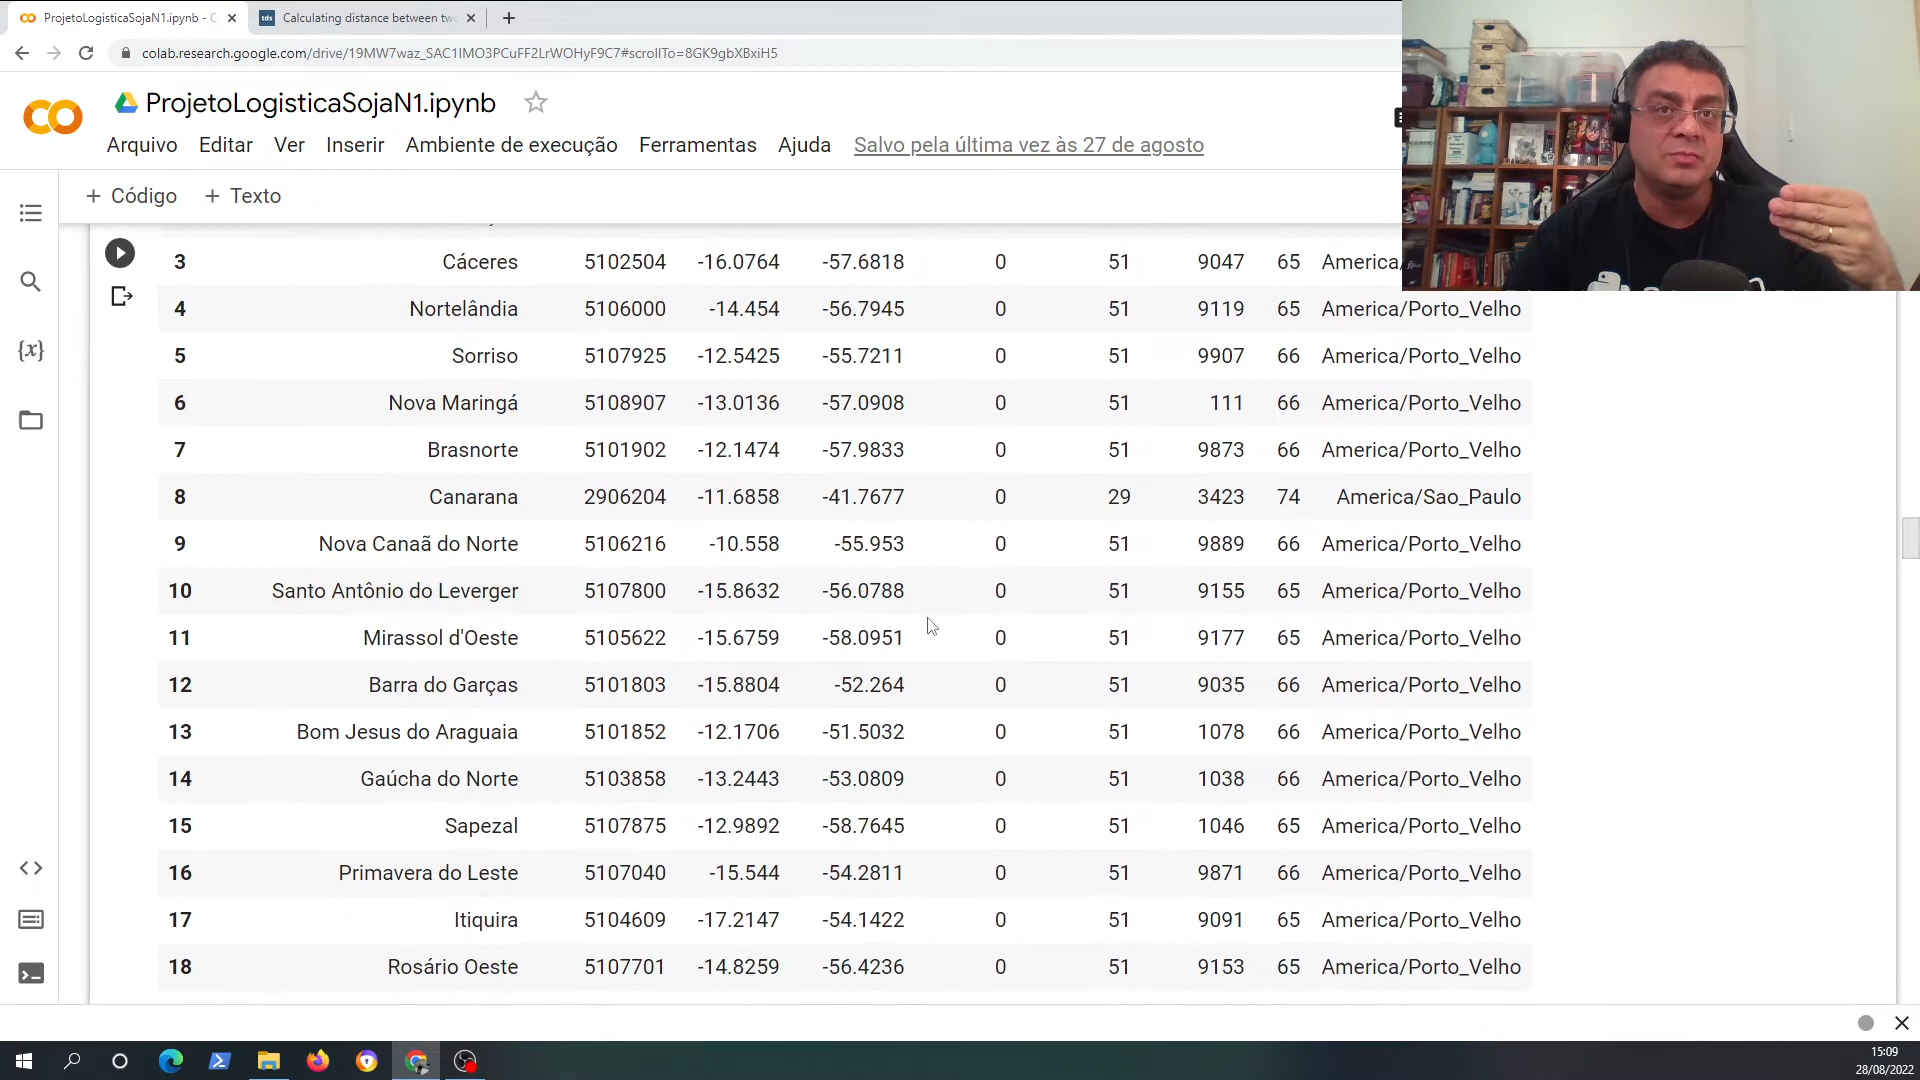 ProjetoLogisticaSojaN1.ipynb - C
tds Calculating distance between tw
colab.research.google.com/drive/19MW7waz_SAC1IMO3PCuFF2LrWOHyF9C7#scrollTo=8GK9gbXBxiH5
ProjetoLogisticaSojaN1.ipynb
Arquivo Editar Ver Inserir Ambiente de execução Ferramentas Ajuda Salvo pela última vez às 27 de agosto
+ Código + Texto
3 Cáceres 5102504 -16.0764 -57.6818 0 51 9047 65 America/
4 Nortelândia 5106000 -14.454 -56.7945 0 51 9119 65 America/Porto_Velho
5 Sorriso 5107925 -12.5425 -55.7211 0 51 9907 66 America/Porto_Velho
6 Nova Maringá 5108907 -13.0136 -57.0908 0 51 111 66 America/Porto_Velho
7 Brasnorte 5101902 -12.1474 -57.9833 0 51 9873 66 America/Porto_Velho
8 Canarana 2906204 -11.6858 -41.7677 0 29 3423 74 America/Sao_Paulo
9 Nova Canaã do Norte 5106216 -10.558 -55.953 0 51 9889 66 America/Porto_Velho
10 Santo Antônio do Leverger 5107800 -15.8632 -56.0788 0 51 9155 65 America/Porto_Velho
11 Mirassol d'Oeste 5105622 -15.6759 -58.0951 0 51 9177 65 America/Porto_Velho
12 Barra do Garças 5101803 -15.8804 -52.264 0 51 9035 66 America/Porto_Velho
13 Bom Jesus do Araguaia 5101852 -12.1706 -51.5032 0 51 1078 66 America/Porto_Velho
14 Gaúcha do Norte 5103858 -13.2443 -53.0809 0 51 1038 66 America/Porto_Velho
15 Sapezal 5107875 -12.9892 -58.7645 0 51 1046 65 America/Porto_Velho
16 Primavera do Leste 5107040 -15.544 -54.2811 0 51 9871 66 America/Porto_Velho
17 Itiquira 5104609 -17.2147 -54.1422 0 51 9091 65 America/Porto_Velho
18 Rosário Oeste 5107701 -14.8259 -56.4236 0 51 9153 65 America/Porto_Velho
15:09
28/08/2022